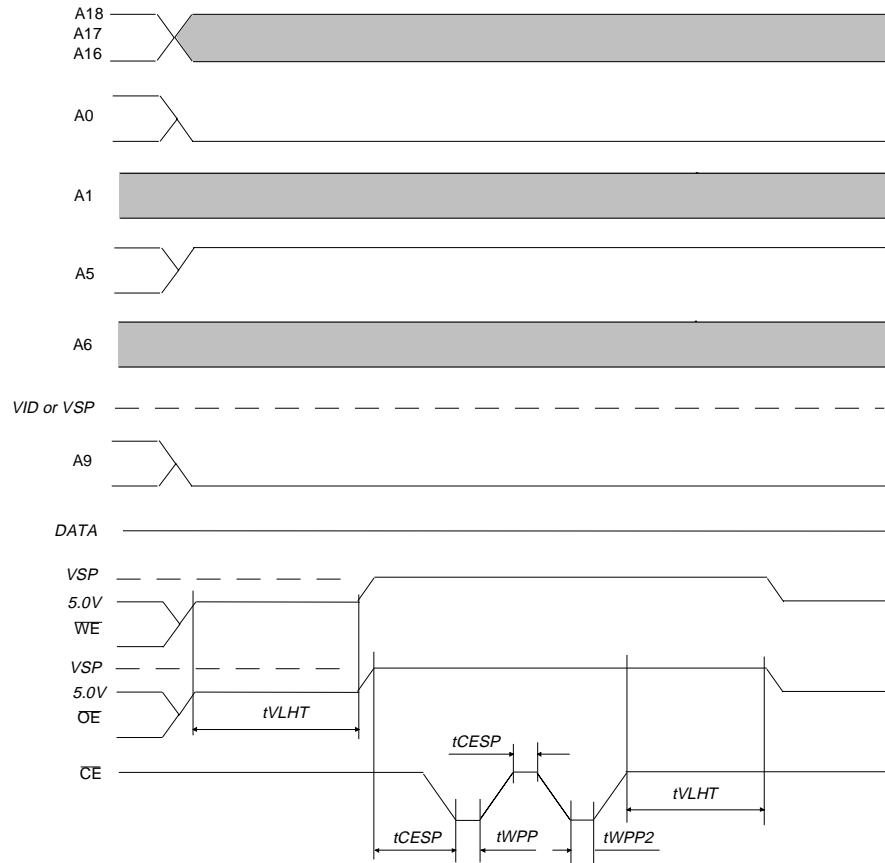 A18
A17
A16
A0
A1
A5
A6
VID or VSP
A9
DATA
VSP
5.0V
WE
VSP
5.0V
OE
tVLHT
tCESP
CE
tVLHT
tCESP
tWPP
tWPP2